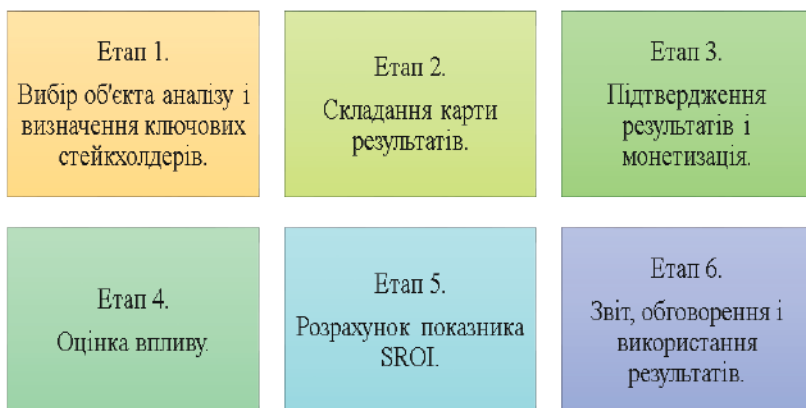 Етап 1.
Вибір об'єкта аналізу і
визначення ключових
стейкхолдерів.
Етап 2.
Складання карти
результатів.
Етап 3.
Підтвердження
результатів і
монетизація.
Етап 4.
Оцінка впливу.
Етап 5.
Розрахунок показника
SROI.
Етап 6.
Звіт, обговорення і
використання
результатів.